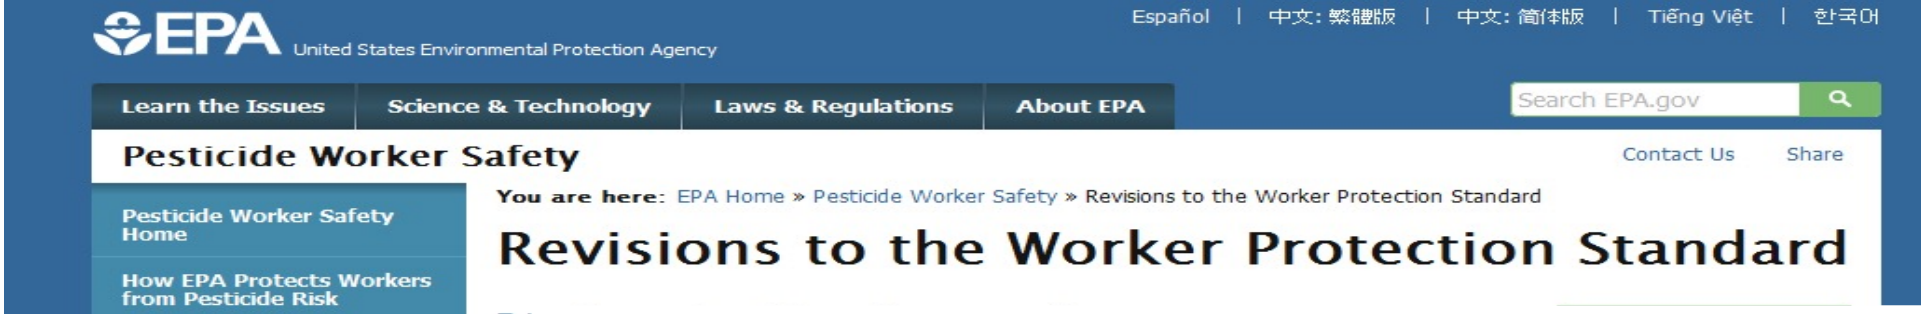 EPA United States Environmental Protection Agency
Español | 中文: 繁體版 | 中文: 简体版 | Tiếng Việt | 한국어
Learn the Issues Science & Technology Laws & Regulations About EPA
Search EPA.gov
Pesticide Worker Safety
Contact Us Share
You are here: EPA Home » Pesticide Worker Safety » Revisions to the Worker Protection Standard
Revisions to the Worker Protection Standard
Pesticide Worker Safety
Home
How EPA Protects Workers
from Pesticide Risk